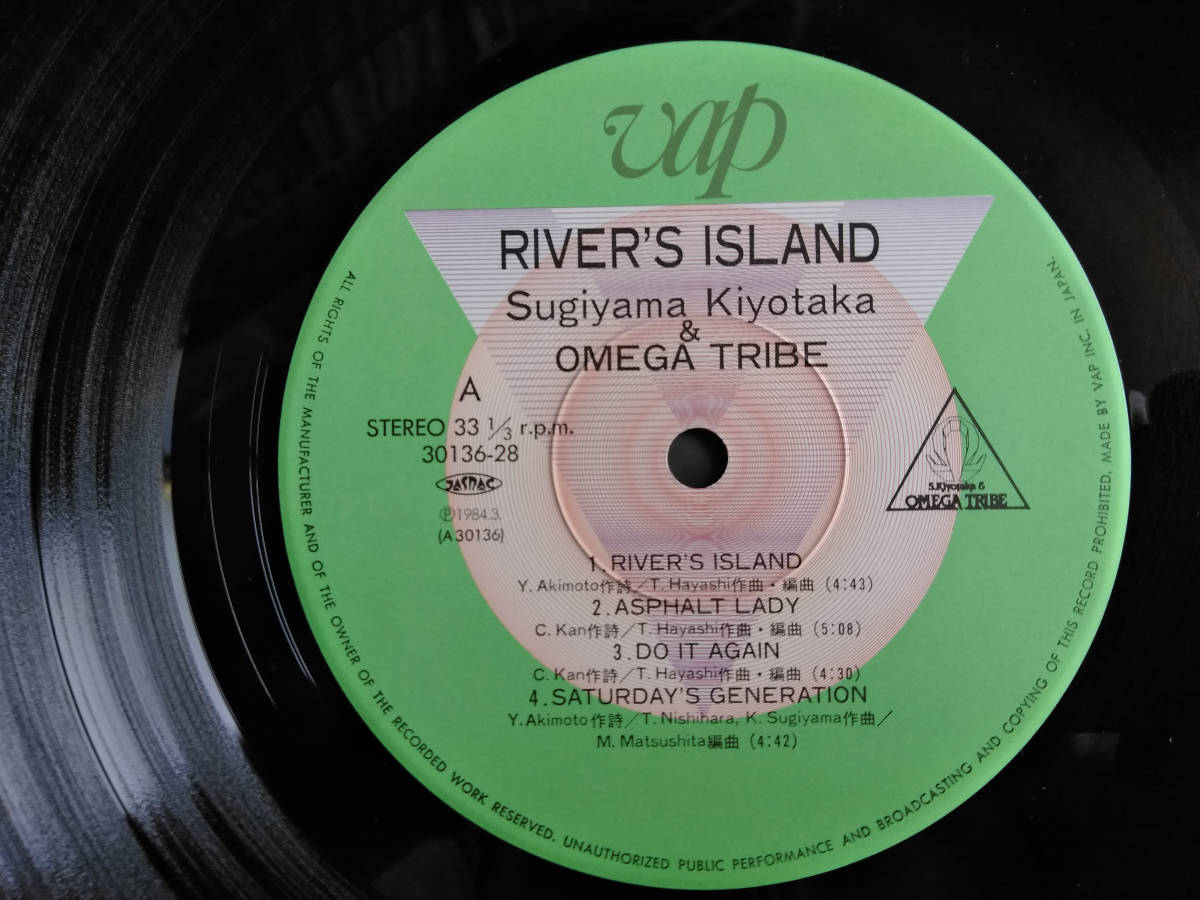 vap
RIVER'S ISLAND
Sugiyama Kiyotaka
&
OMEGA TRIBE
A
STEREO 33 1/3 r.p.m.
30136-28
JASRAC
Ⓟ1984.3.
(A30136)
S.Kiyotaka &
OMEGA TRIBE
1. RIVER'S ISLAND
Y. Akimoto作詩／T. Hayashi作曲・編曲 (4:43)
2. ASPHALT LADY
C. Kan作詩／T. Hayashi作曲・編曲 (5:08)
3. DO IT AGAIN
C. Kan作詩／T. Hayashi作曲・編曲 (4:30)
4. SATURDAY'S GENERATION
Y. Akimoto作詩／T. Nishihara, K. Sugiyama作曲／
M. Matsushita編曲 (4:42)
ALL RIGHTS OF THE MANUFACTURER AND OF THE OWNER OF THE RECORDED WORK RESERVED. UNAUTHORIZED PUBLIC PERFORMANCE AND BROADCASTING AND COPYING OF THIS RECORD PROHIBITED. MADE BY VAP INC. IN JAPAN.